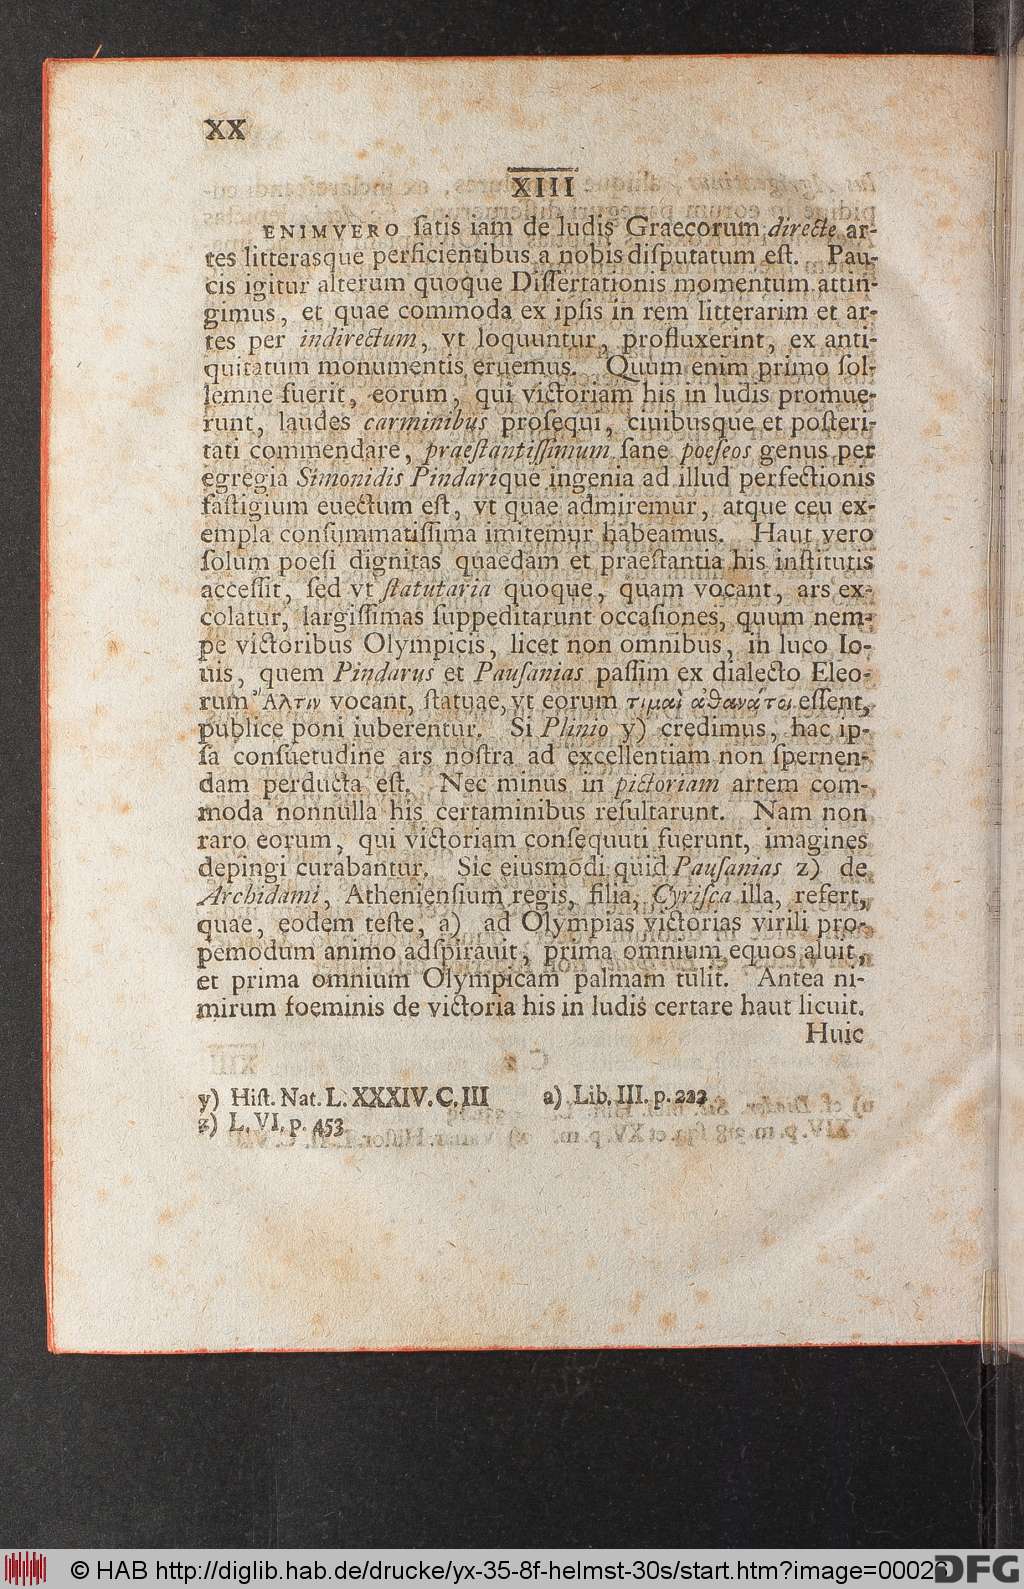 XX
XIII
ENIMVERO ſatis iam de ludis Graecorum directe ar-
tes litterasque perficientibus a nobis diſputatum eſt. Pau-
cis igitur alterum quoque Diſſertationis momentum attin-
gimus, et quae commoda ex ipſis in rem litterarim et ar-
tes per indirectum, vt loquuntur, profluxerint, ex anti-
quitatum monumentis eruemus. Quum enim primo ſol-
lemne fuerit, eorum, qui victoriam his in ludis promue-
runt, laudes carminibus proſequi, ciuibusque et poſteri-
tati commendare, praeſtantiſſimum ſane poeſeos genus per
egregia Simonidis Pindarique ingenia ad illud perfectionis
faſtigium euectum eſt, vt quae admiremur, atque ceu ex-
empla conſummatiſſima imitemur habeamus. Haut vero
ſolum poeſi dignitas quaedam et praeſtantia his inſtitutis
acceſſit, ſed vt ſtatutaria quoque, quam vocant, ars ex-
colatur, largiſſimas ſuppeditarunt occaſiones, quum nem-
pe victoribus Olympicis, licet non omnibus, in luco Io-
uis, quem Pindarus et Pauſanias paſſim ex dialecto Eleo-
rum Ἄλτιν vocant, ſtatuae, vt eorum τιμαὶ ἀθανάτοι eſſent,
publice poni iuberentur. Si Plinio y) credimus, hac ip-
ſa conſuetudine ars noſtra ad excellentiam non ſpernen-
dam perducta eſt. Nec minus in pictoriam artem com-
moda nonnulla his certaminibus reſultarunt. Nam non
raro eorum, qui victoriam conſequuti fuerunt, imagines
depingi curabantur. Sic eiusmodi quid Pauſanias z) de
Archidami, Athenienſium regis, filia, Cyriſca illa, refert,
quae, eodem teſte, a) ad Olympias victorias virili pro-
pemodum animo adſpirauit, prima omnium equos aluit,
et prima omnium Olympicam palmam tulit. Antea ni-
mirum foeminis de victoria his in ludis certare haut licuit.
Huic
y) Hiſt. Nat. L. XXXIV. C. III a) Lib. III. p. 222
z) L. VI. p. 453
© HAB http://diglib.hab.de/drucke/yx-35-8f-helmst-30s/start.htm?image=00026
DFG